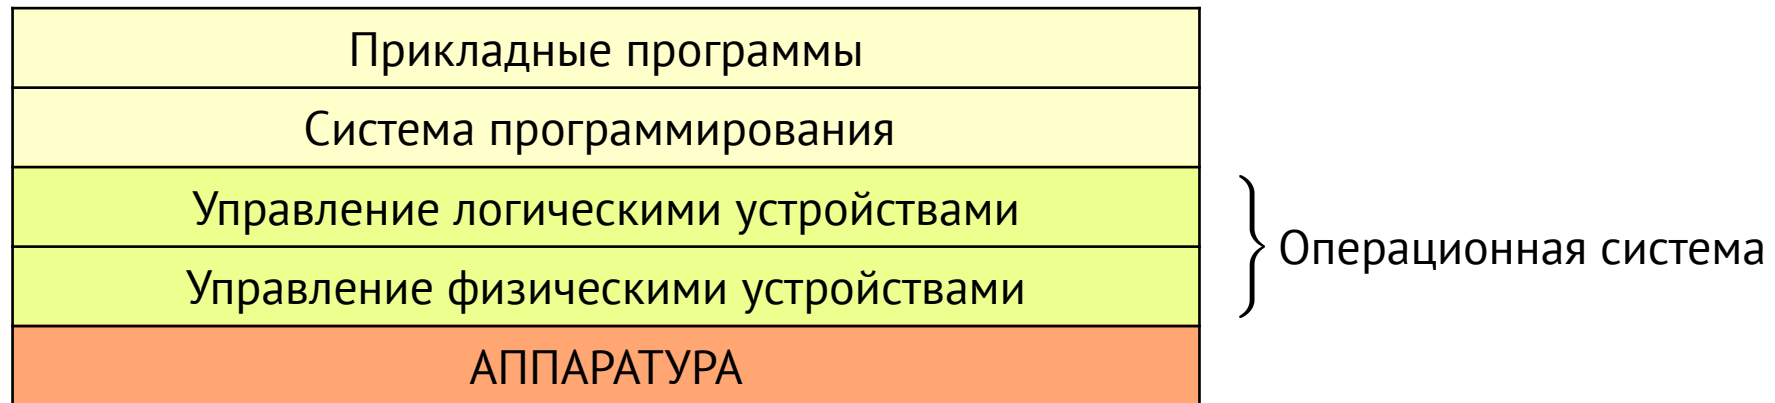 Прикладные программы
Система программирования
Управление логическими устройствами
Управление физическими устройствами
Операционная система
АППАРАТУРА